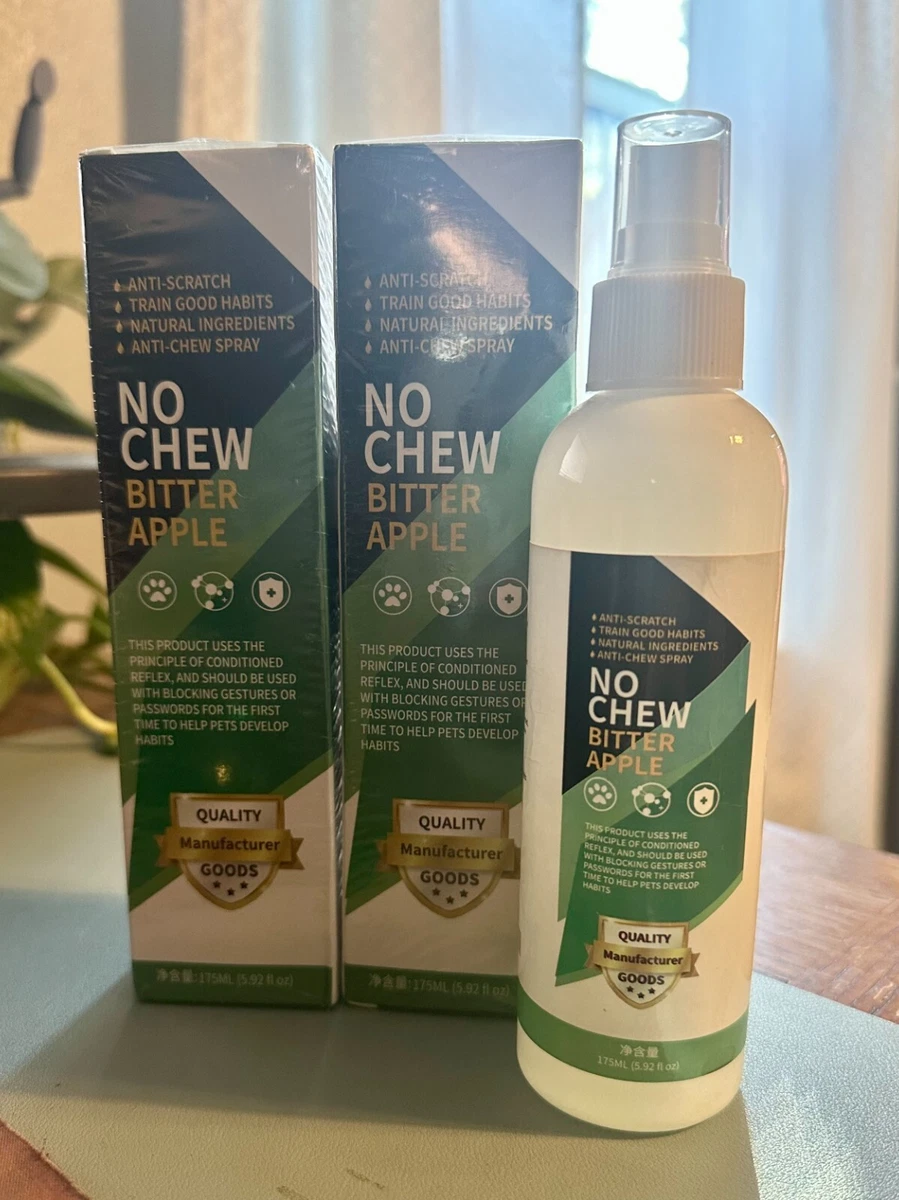 ANTI-SCRATCH
TRAIN GOOD HABITS
NATURAL INGREDIENTS
ANTI-CHEW SPRAY
NO
CHEW
BITTER
APPLE
THIS PRODUCT USES THE
PRINCIPLE OF CONDITIONED
REFLEX, AND SHOULD BE USED
WITH BLOCKING GESTURES OR
PASSWORDS FOR THE FIRST
TIME TO HELP PETS DEVELOP
HABITS
QUALITY
Manufacturer
GOODS
净含量:175ML (5.92 fl oz)
ANTI-SCRATCH
TRAIN GOOD HABITS
NATURAL INGREDIENTS
ANTI-CHEW SPRAY
NO
CHEW
BITTER
APPLE
THIS PRODUCT USES THE
PRINCIPLE OF CONDITIONED
REFLEX, AND SHOULD BE USED
WITH BLOCKING GESTURES OR
PASSWORDS FOR THE FIRST
TIME TO HELP PETS DEVELOP
HABITS
QUALITY
Manufacturer
GOODS
净含量:175ML (5.92 fl oz)
ANTI-SCRATCH
TRAIN GOOD HABITS
NATURAL INGREDIENTS
ANTI-CHEW SPRAY
NO
CHEW
BITTER
APPLE
THIS PRODUCT USES THE
PRINCIPLE OF CONDITIONED
REFLEX, AND SHOULD BE USED
WITH BLOCKING GESTURES OR
PASSWORDS FOR THE FIRST
TIME TO HELP PETS DEVELOP
HABITS
QUALITY
Manufacturer
GOODS
净含量
175ML (5.92 fl oz)